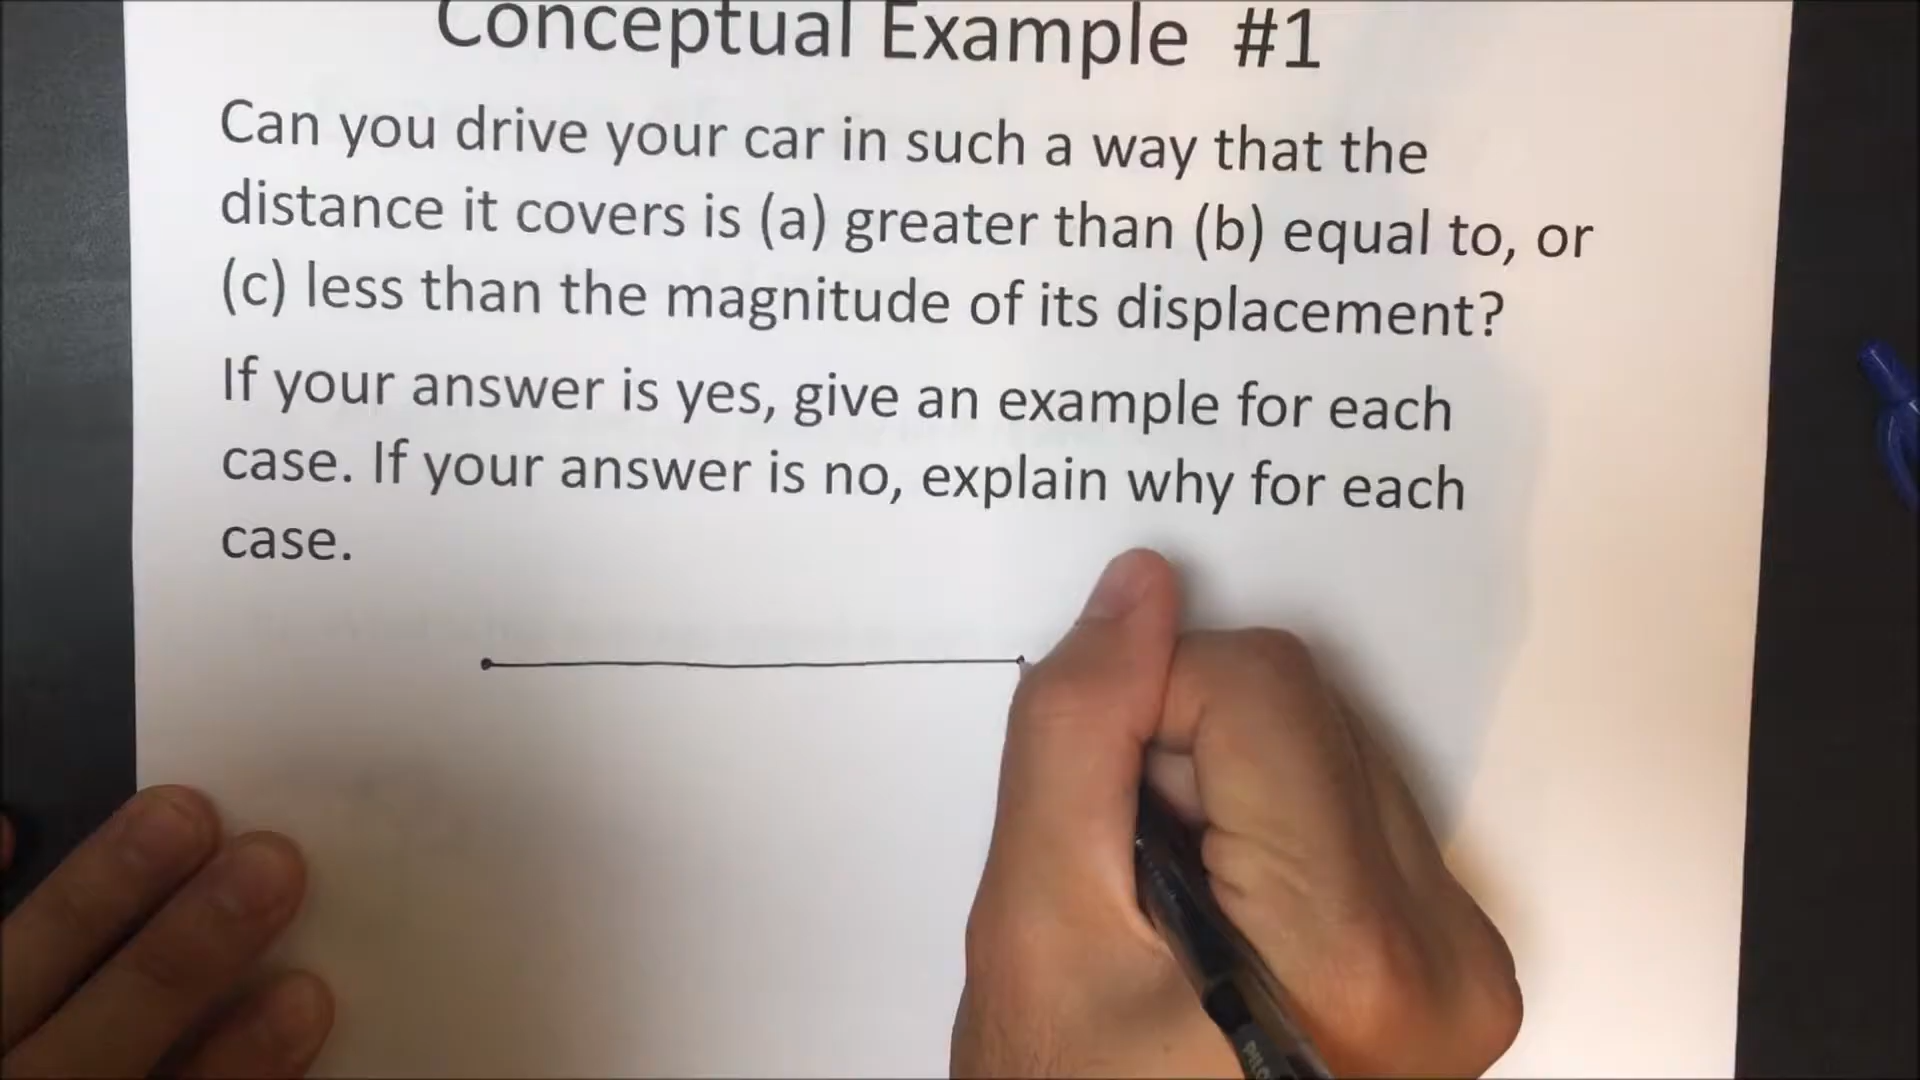 Conceptual Example #1
Can you drive your car in such a way that the
distance it covers is (a) greater than (b) equal to, or
(c) less than the magnitude of its displacement?
If your answer is yes, give an example for each
case. If your answer is no, explain why for each
case.